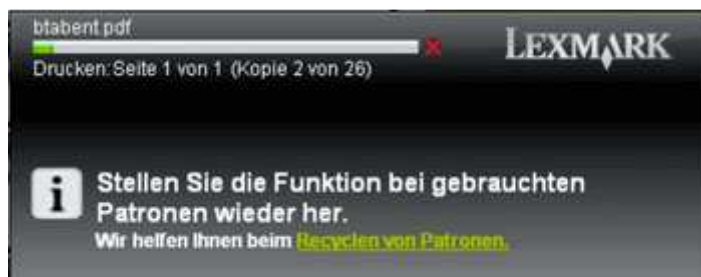 btabent.pdf
LEXMARK
Drucken:Seite 1 von 1 (Kopie 2 von 26)
i
Stellen Sie die Funktion bei gebrauchten
Patronen wieder her.
Wir helfen Ihnen beim Recyclen von Patronen.